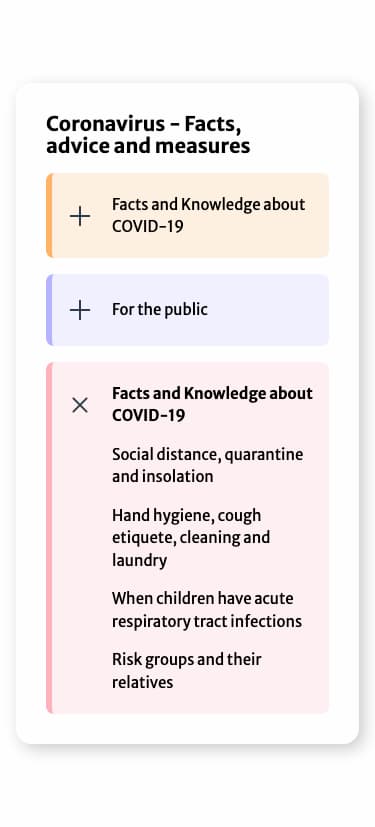 Coronavirus – Facts,
advice and measures
Facts and Knowledge about
COVID-19
For the public
Facts and Knowledge about
COVID-19
Social distance, quarantine
and insolation
Hand hygiene, cough
etiquete, cleaning and
laundry
When children have acute
respiratory tract infections
Risk groups and their
relatives